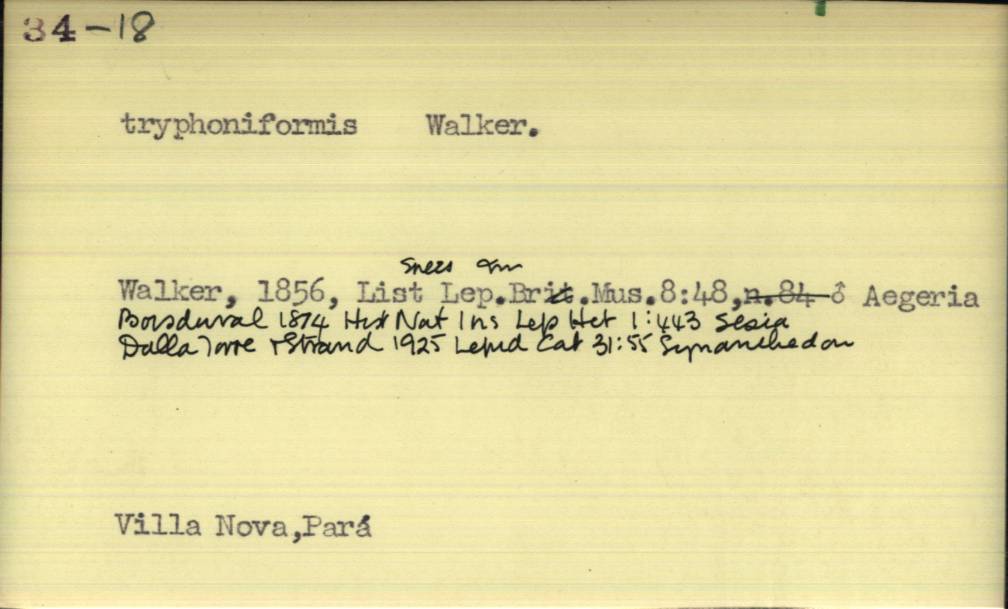 34-18
tryphoniformis Walker.
Walker, 1856, List Lep.Brit.Mus.8:48,n.84 ♂ Aegeria
Boisduval 1874 Hist Nat Ins Lep Het 1:443 Sesia
Dalla Torre & Strand 1925 Lepid Cat 31:55 Synanthedon
Villa Nova,Pará